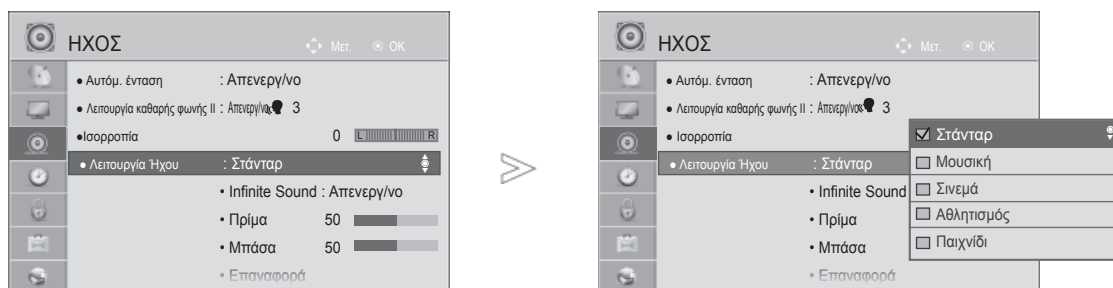 ΗΧΟΣ
Μετ. OK
• Αυτόμ. ένταση : Απενεργ/νο
• Λειτουργία καθαρής φωνής II : Απενεργ/νο 3
•Ισορροπία 0 L R
• Λειτουργία Ήχου : Στάνταρ
• Infinite Sound : Απενεργ/νο
• Πρίμα 50
• Μπάσα 50
• Επαναφορά
ΗΧΟΣ
Μετ. OK
• Αυτόμ. ένταση : Απενεργ/νο
• Λειτουργία καθαρής φωνής II : Απενεργ/νο 3
• Ισορροπία
• Λειτουργία Ήχου : Στάνταρ
• Infinite Sound
• Πρίμα
• Μπάσα
• Επαναφορά
Στάνταρ
Μουσική
Σινεμά
Αθλητισμός
Παιχνίδι